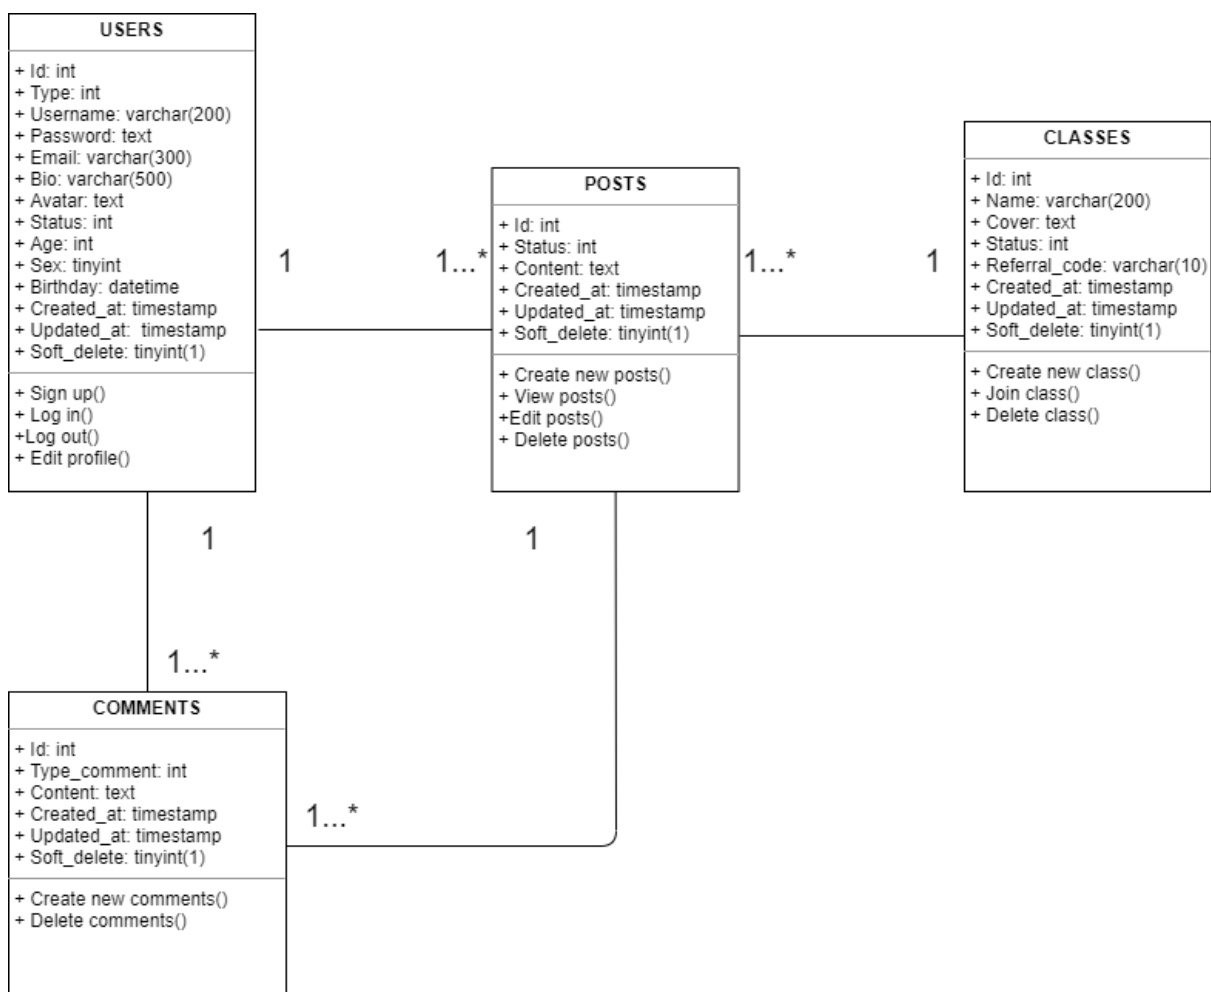 USERS
+ Id: int
+ Type: int
+ Username: varchar(200)
+ Password: text
+ Email: varchar(300)
+ Bio: varchar(500)
+ Avatar: text
+ Status: int
+ Age: int
+ Sex: tinyint
+ Birthday: datetime
+ Created_at: timestamp
+ Updated_at:  timestamp
+ Soft_delete: tinyint(1)
+ Sign up()
+ Log in()
+Log out()
+ Edit profile()
1
1...*
POSTS
+ Id: int
+ Status: int
+ Content: text
+ Created_at: timestamp
+ Updated_at: timestamp
+ Soft_delete: tinyint(1)
+ Create new posts()
+ View posts()
+Edit posts()
+ Delete posts()
1...*
1
CLASSES
+ Id: int
+ Name: varchar(200)
+ Cover: text
+ Status: int
+ Referral_code: varchar(10)
+ Created_at: timestamp
+ Updated_at: timestamp
+ Soft_delete: tinyint(1)
+ Create new class()
+ Join class()
+ Delete class()
1
1
1...*
COMMENTS
+ Id: int
+ Type_comment: int
+ Content: text
+ Created_at: timestamp
+ Updated_at: timestamp
+ Soft_delete: tinyint(1)
+ Create new comments()
+ Delete comments()
1...*